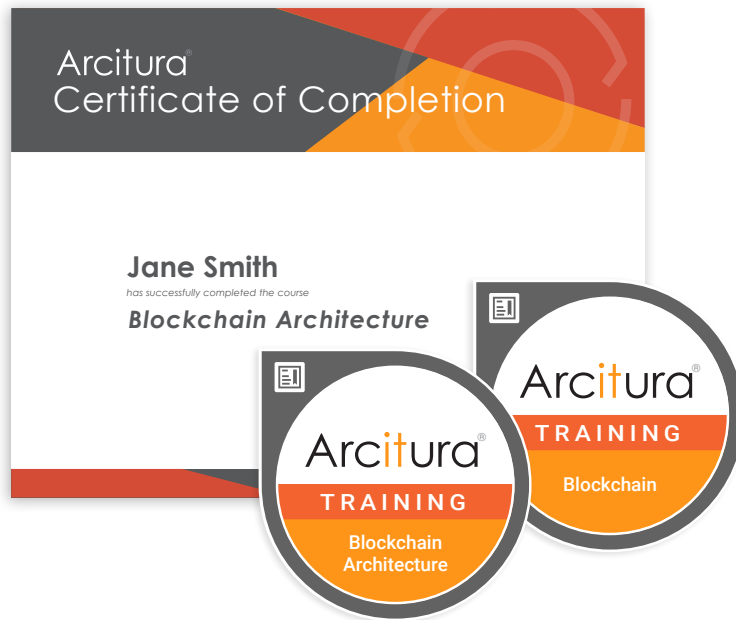 Arcitura®
Certificate of Completion
Jane Smith
has successfully completed the course
Blockchain Architecture
Arcitura®
TRAINING
Blockchain
Arcitura®
TRAINING
Blockchain
Architecture